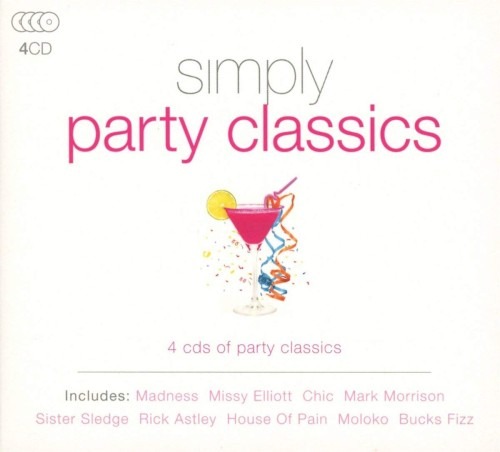 4CD
simply
party classics
4 cds of party classics
Includes: Madness Missy Elliott Chic Mark Morrison
Sister Sledge Rick Astley House Of Pain Moloko Bucks Fizz